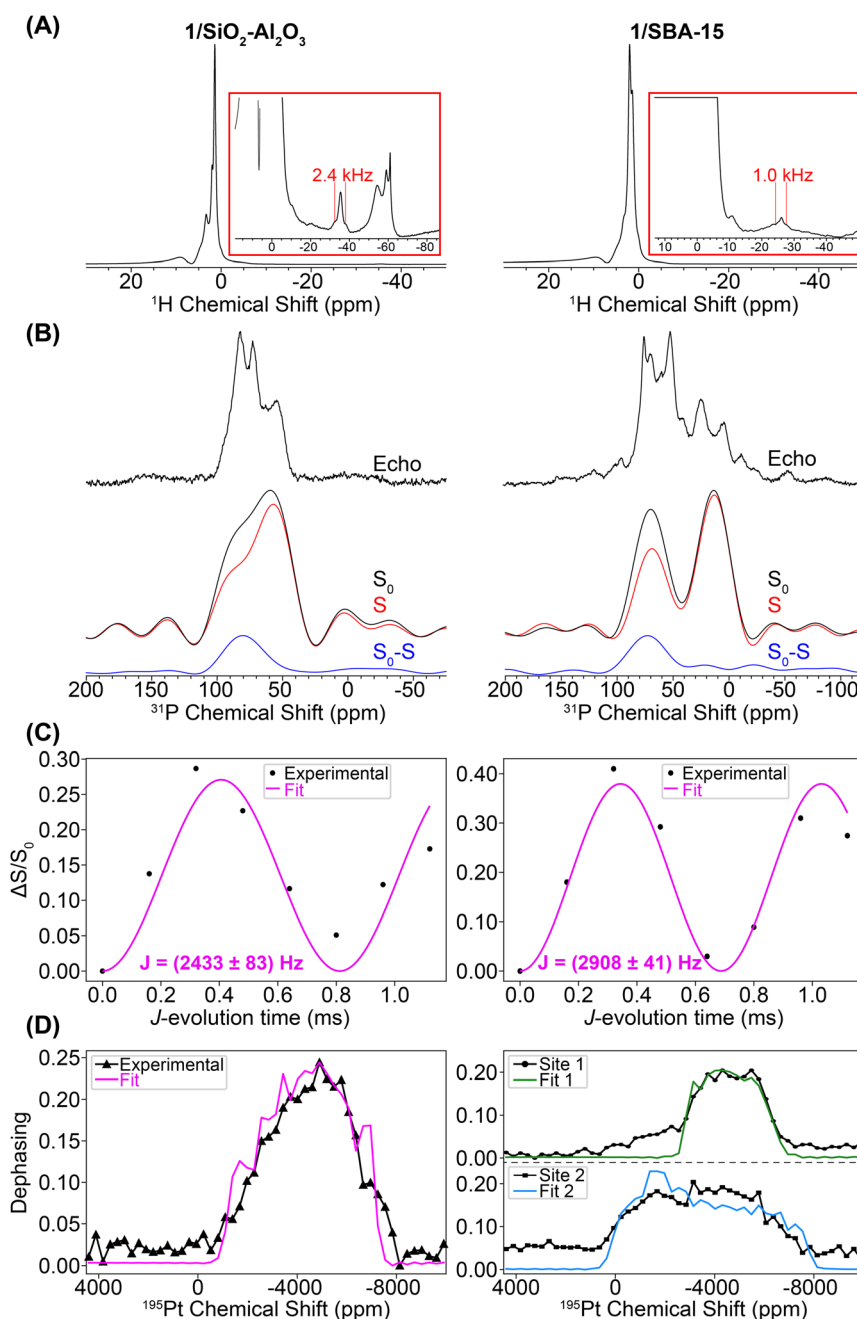 (A)
1/SiO₂-Al₂O₃
1/SBA-15
2.4 kHz
0 -20 -40 -60 -80
1.0 kHz
10 0 -10 -20 -30 -40
20 0 -20 -40
¹H Chemical Shift (ppm)
20 0 -20 -40
¹H Chemical Shift (ppm)
(B)
Echo
S₀
S
S₀-S
200 150 100 50 0 -50
³¹P Chemical Shift (ppm)
Echo
S₀
S
S₀-S
200 150 100 50 0 -50 -100
³¹P Chemical Shift (ppm)
(C)
0.30
0.25
0.20
0.15
0.10
0.05
0.00
ΔS/S₀
Experimental
Fit
J = (2433 ± 83) Hz
0.0 0.2 0.4 0.6 0.8 1.0
J-evolution time (ms)
0.40
0.30
0.20
0.10
0.00
Experimental
Fit
J = (2908 ± 41) Hz
0.0 0.2 0.4 0.6 0.8 1.0
J-evolution time (ms)
(D)
0.25
0.20
0.15
0.10
0.05
0.00
Dephasing
Experimental
Fit
4000 0 -4000 -8000
¹⁹⁵Pt Chemical Shift (ppm)
0.20
0.10
0.00
Site 1
Fit 1
0.20
0.10
0.00
Site 2
Fit 2
4000 0 -4000 -8000
¹⁹⁵Pt Chemical Shift (ppm)